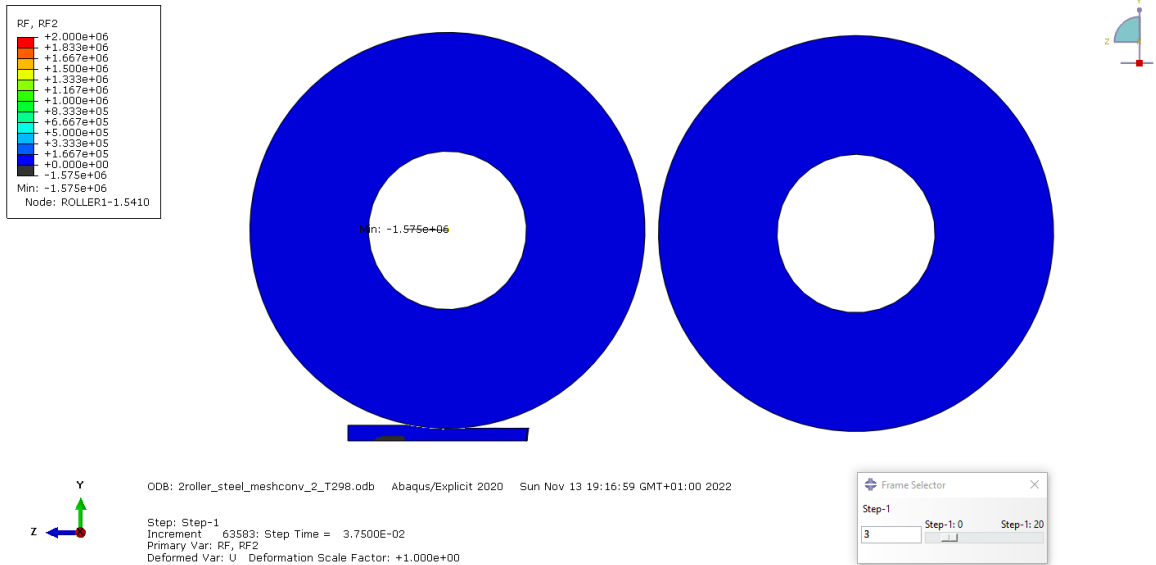 RF, RF2
+2.000e+06
+1.833e+06
+1.667e+06
+1.500e+06
+1.333e+06
+1.167e+06
+1.000e+06
+8.333e+05
+6.667e+05
+5.000e+05
+3.333e+05
+1.667e+05
+0.000e+00
-1.575e+06
Min: -1.575e+06
Node: ROLLER1-1.5410
Min: -1.575e+06
Y
Z
Y
Z
X
ODB: 2roller_steel_meshconv_2_T298.odb Abaqus/Explicit 2020 Sun Nov 13 19:16:59 GMT+01:00 2022
Step: Step-1
Increment 63583: Step Time = 3.7500E-02
Primary Var: RF, RF2
Deformed Var: U Deformation Scale Factor: +1.000e+00
Frame Selector
Step-1
3
Step-1: 0
Step-1: 20